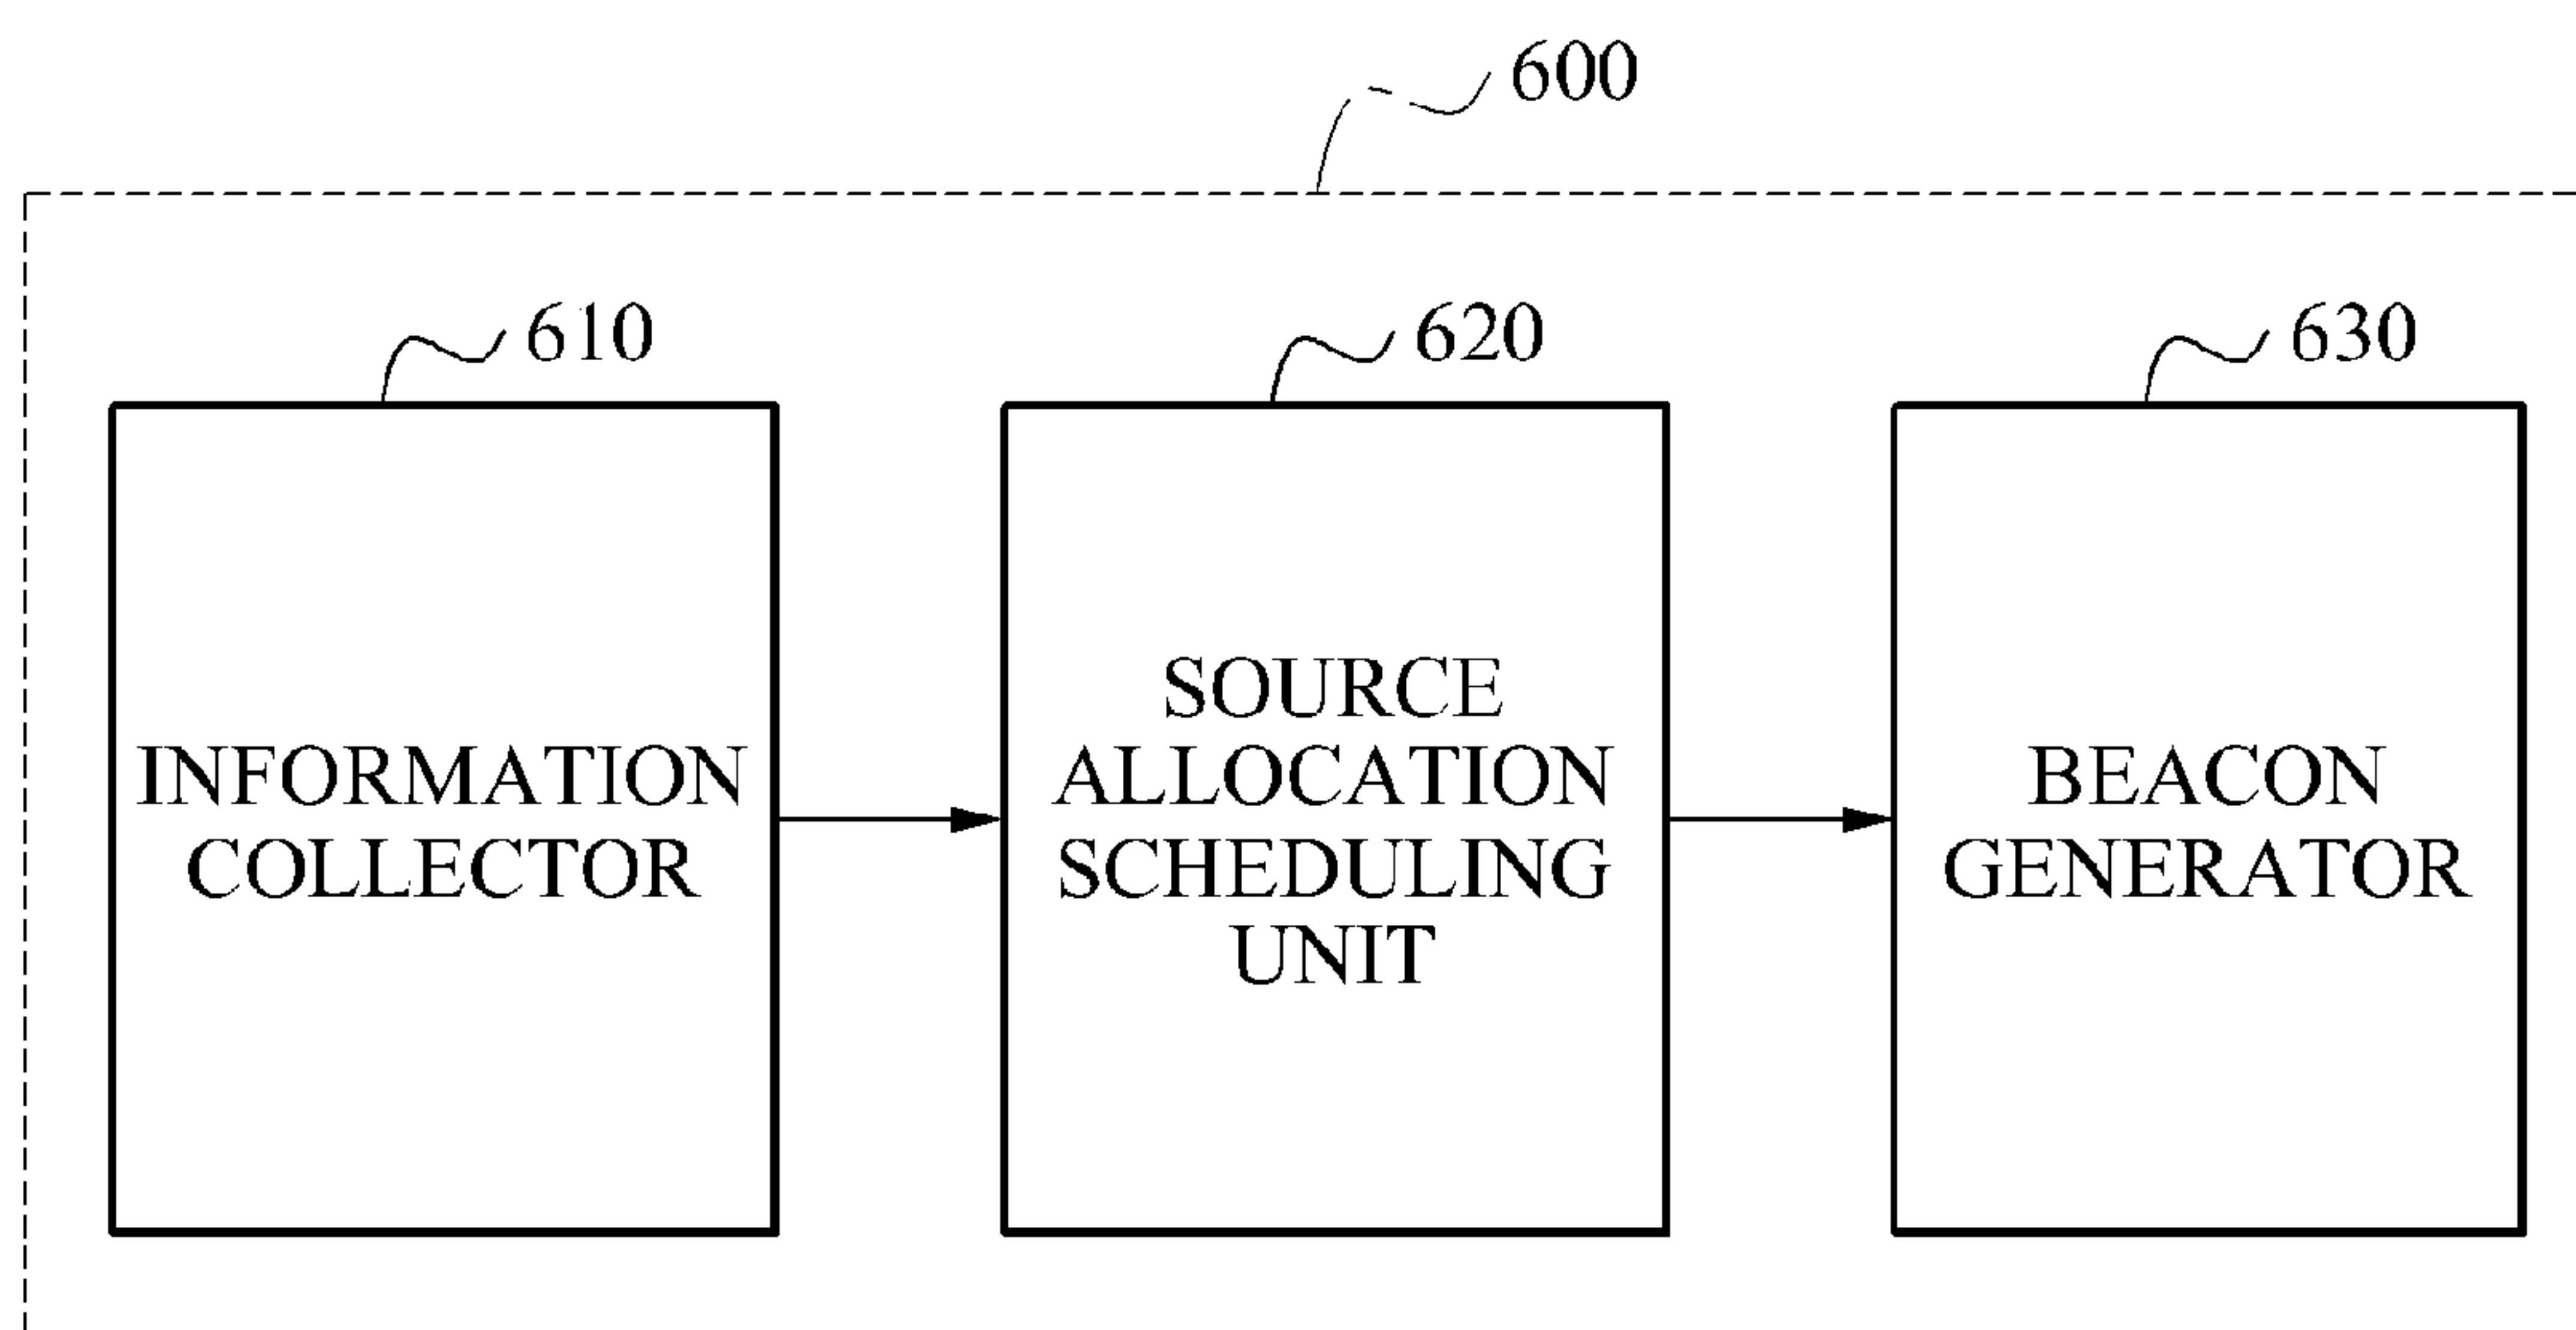 600
610
620
630
INFORMATION
COLLECTOR
SOURCE
ALLOCATION
SCHEDULING
UNIT
BEACON
GENERATOR